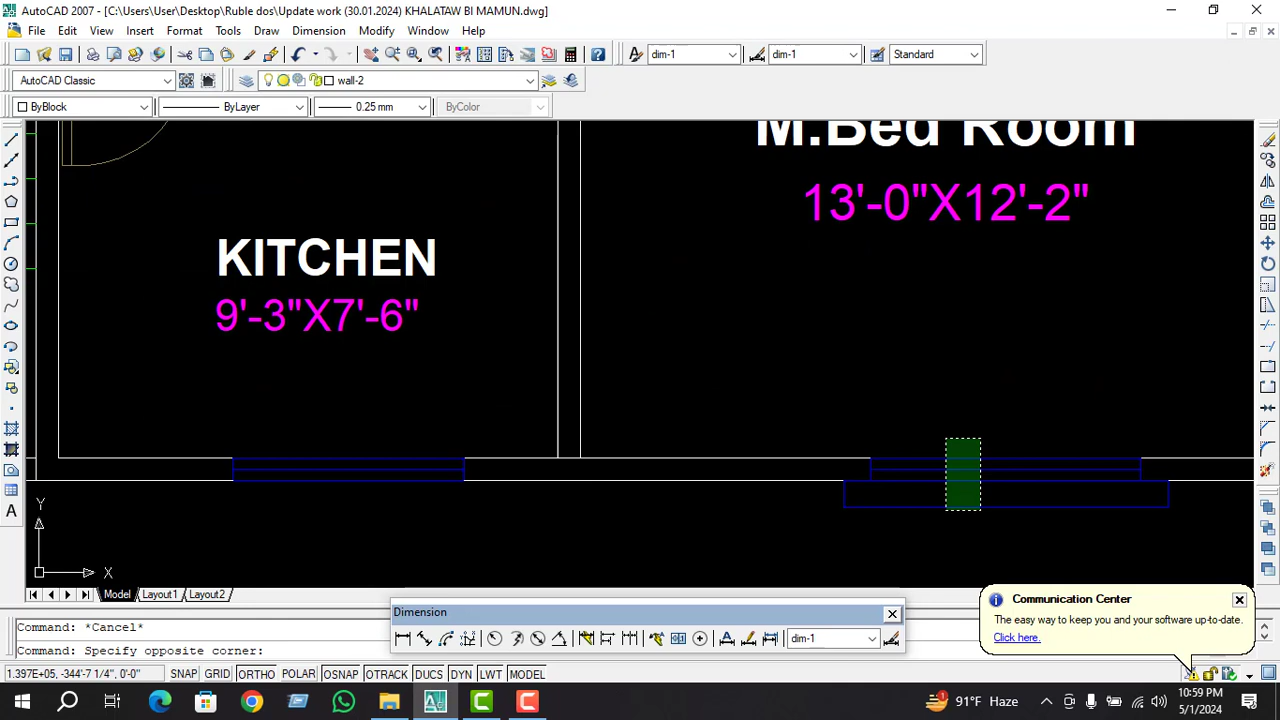 AutoCAD 2007 - [C:\Users\User\Desktop\Ruble dos\Update work (30.01.2024) KHALATAW BI MAMUN.dwg]
File Edit View Insert Format Tools Draw Dimension Modify Window Help
dim-1 dim-1 Standard
AutoCAD Classic wall-2
ByBlock ByLayer 0.25 mm ByColor
M.Bed Room
13'-0"X12'-2"
KITCHEN
9'-3"X7'-6"
Y
X
Model Layout1 Layout2
Communication Center
The easy way to keep you and your software up-to-date.
Click here.
Dimension
dim-1
Command: *Cancel*
Command: Specify opposite corner:
1.397E+05, -344'-7 1/4", 0'-0" SNAP GRID ORTHO POLAR OSNAP OTRACK DUCS DYN LWT MODEL
91°F Haze
10:59 PM
5/1/2024